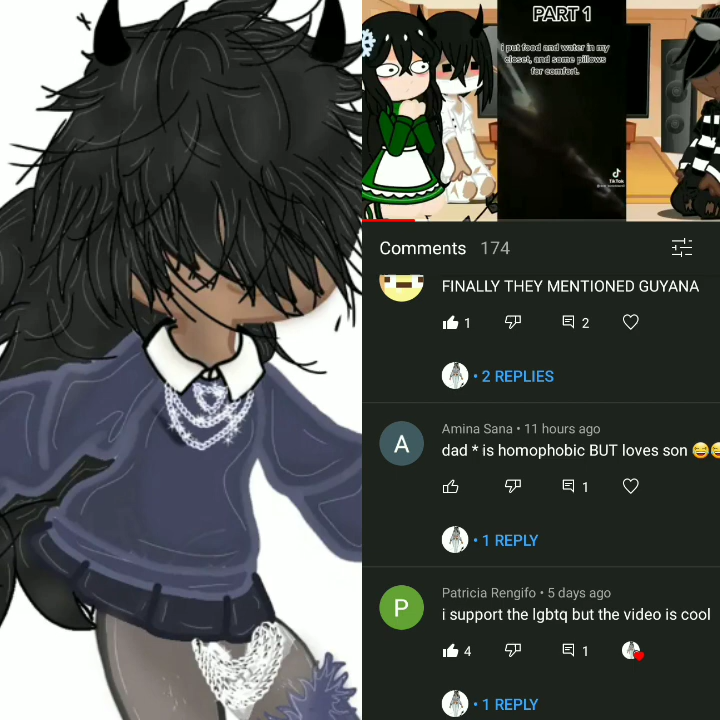 PART 1
i put food and water in my
closet, and some pillows
for comfort.
TikTok
Comments 174
FINALLY THEY MENTIONED GUYANA
1 2
• 2 REPLIES
A
Amina Sana • 11 hours ago
dad * is homophobic BUT loves son 😂
1
• 1 REPLY
P
Patricia Rengifo • 5 days ago
i support the lgbtq but the video is cool
4 1
• 1 REPLY